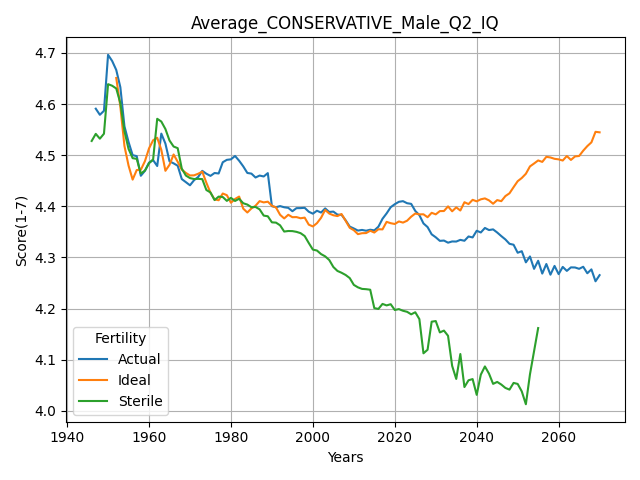 Average_CONSERVATIVE_Male_Q2_IQ
Score(1-7)
4.7
4.6
4.5
4.4
4.3
4.2
4.1
4.0
Fertility
Actual
Ideal
Sterile
1940
1960
1980
2000
2020
2040
2060
Years